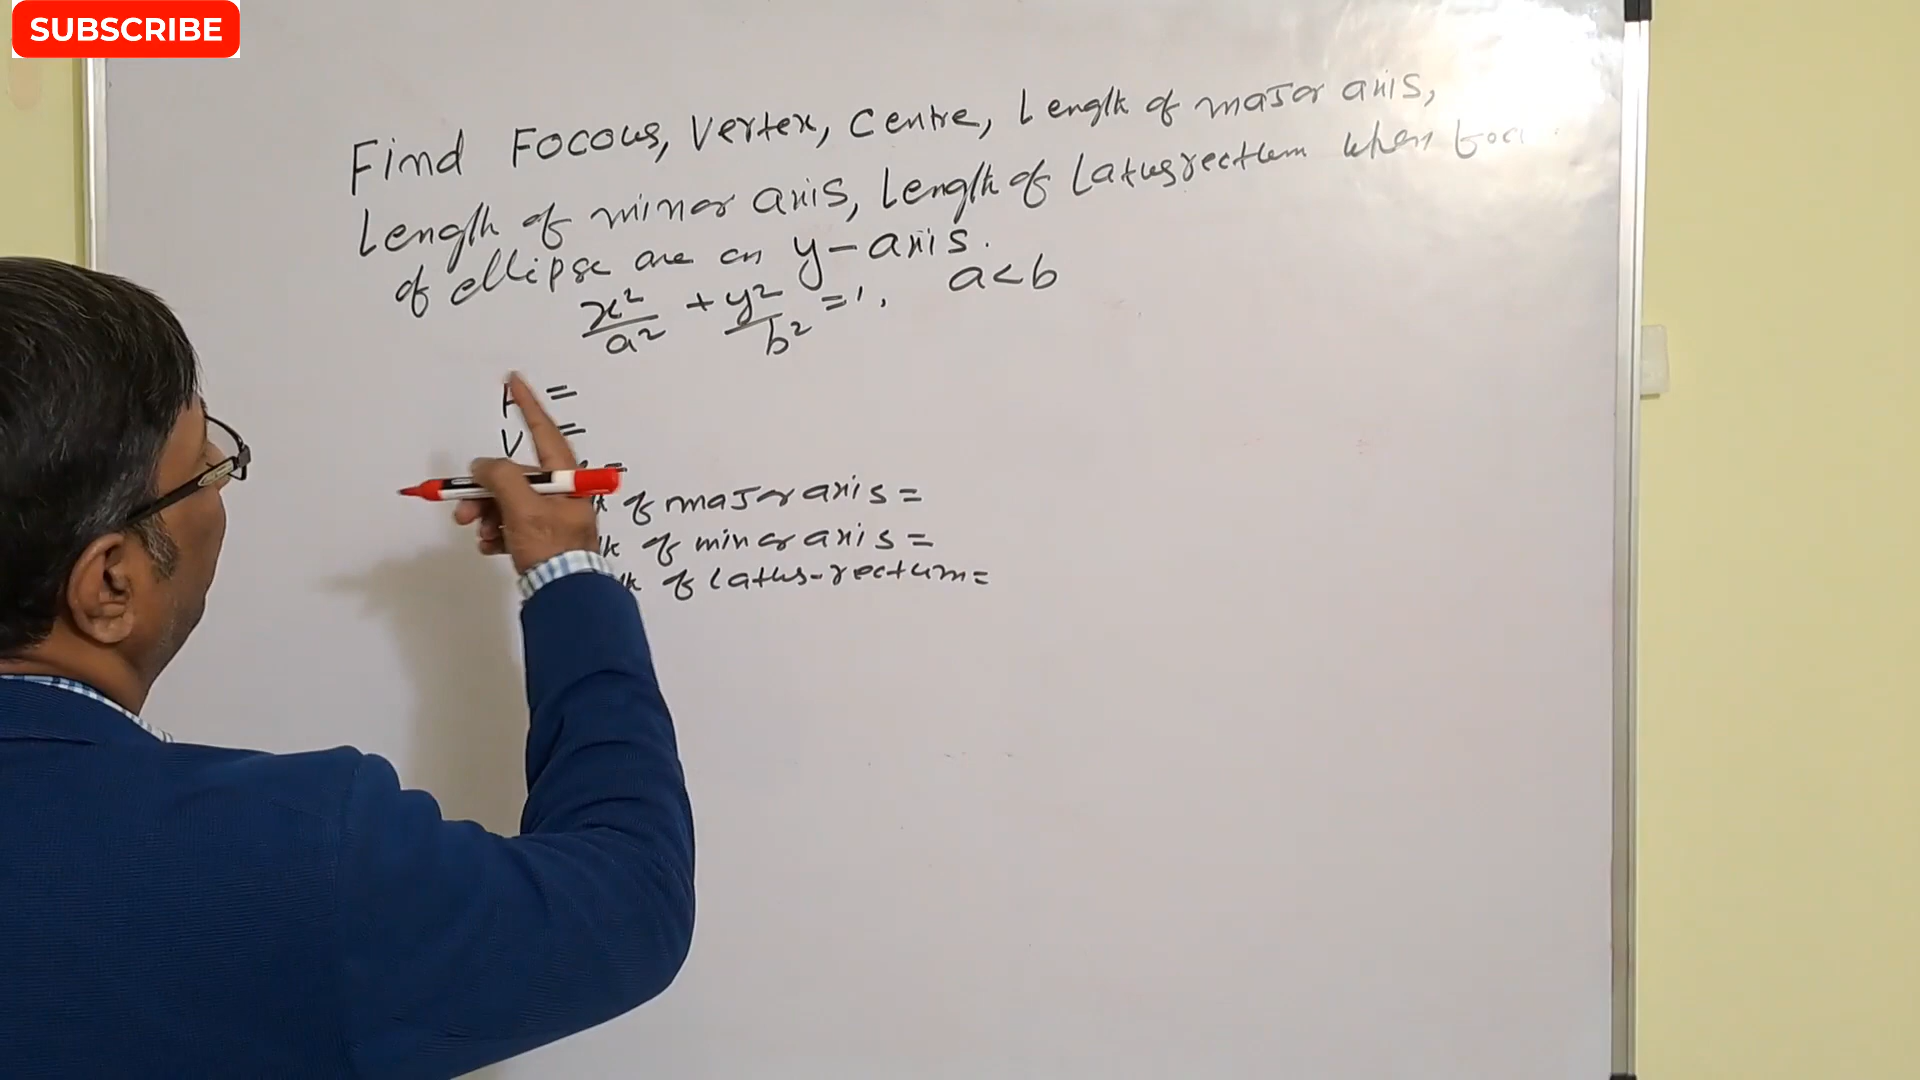 SUBSCRIBE
Find Focous, Vertex, Centre, Length of major axis,
Length of minor axis, Length of Latusrectum when foci
of ellipse are on y-axis.
x²/a² + y²/b² = 1, a<b
F =
V =
=
of major axis =
of minor axis =
of latus-rectum =